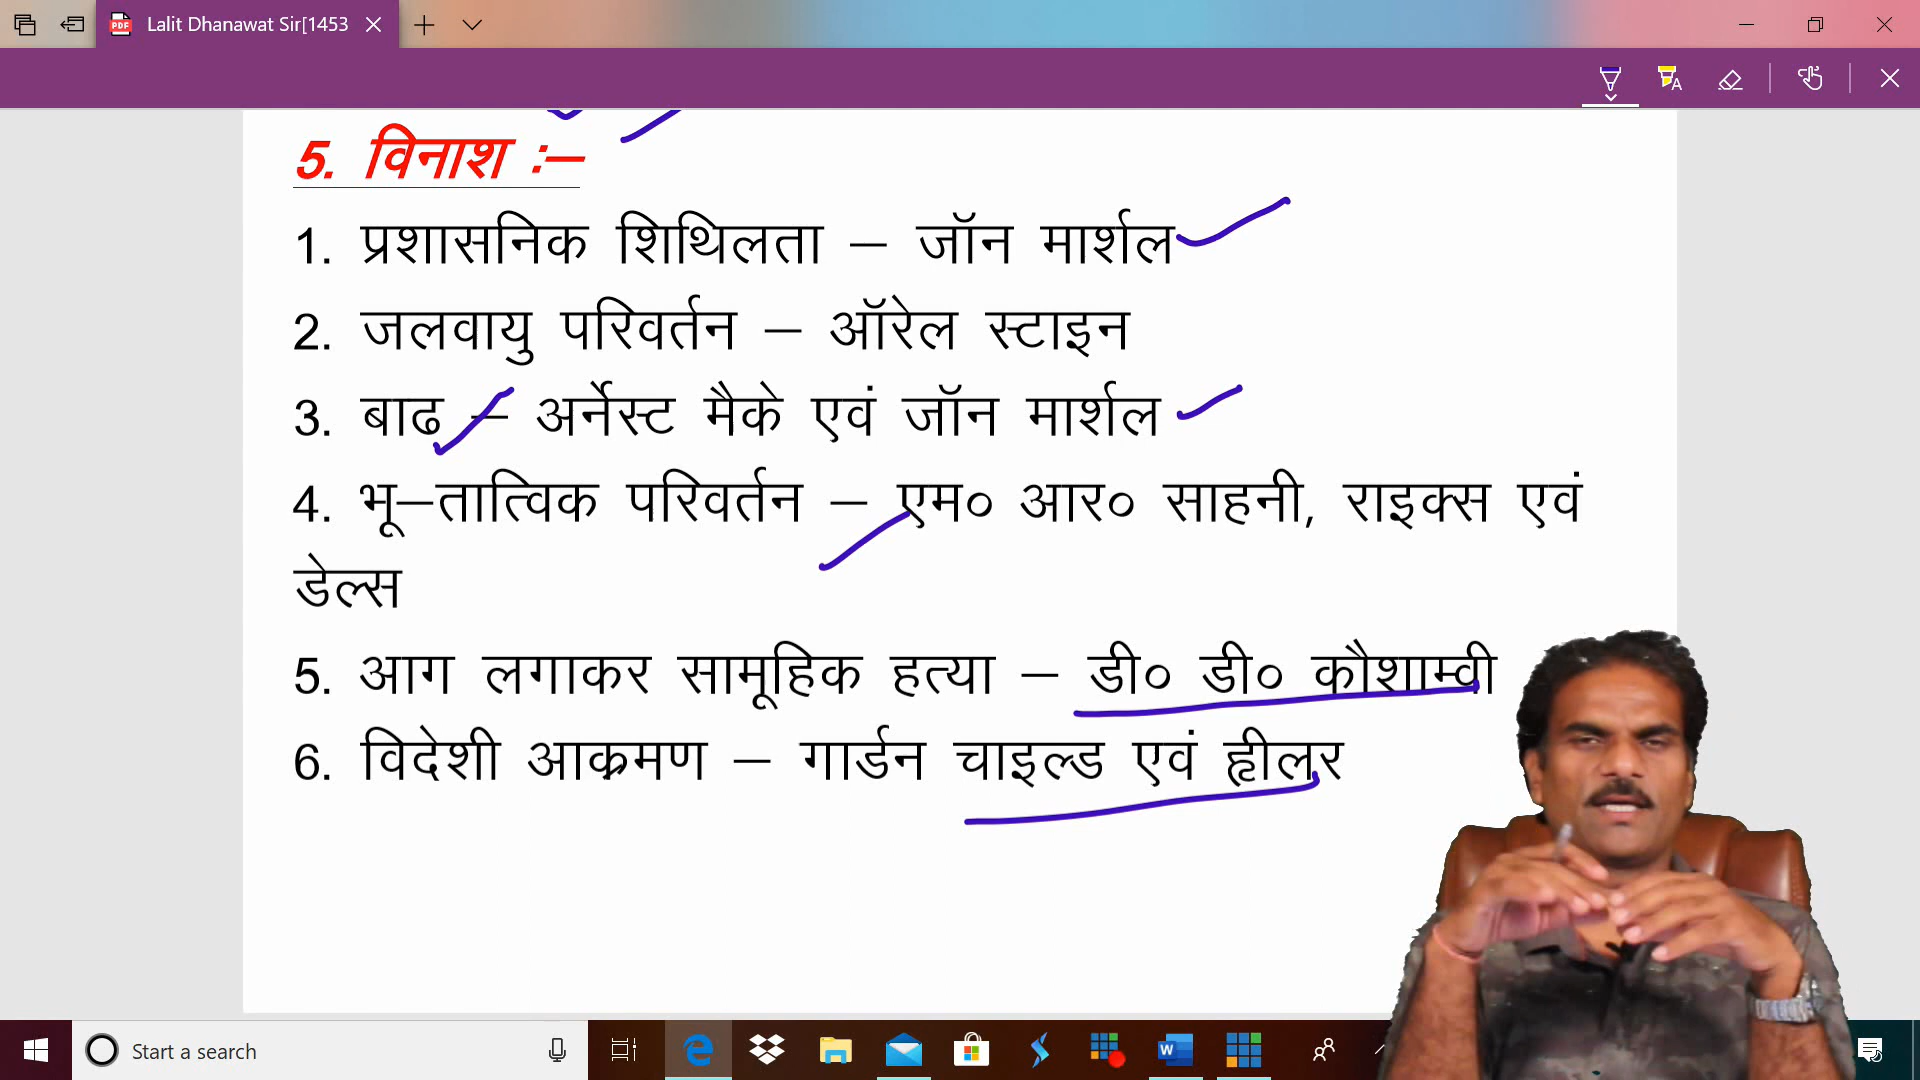 Lalit Dhanawat Sir[1453
5. विनाश :–
1. प्रशासनिक शिथिलता – जॉन मार्शल
2. जलवायु परिवर्तन – ऑरेल स्टाइन
3. बाढ – अर्नेस्ट मैके एवं जॉन मार्शल
4. भू–तात्विक परिवर्तन – एम० आर० साहनी, राइक्स एवं
डेल्स
5. आग लगाकर सामूहिक हत्या – डी० डी० कौशाम्वी
6. विदेशी आक्रमण – गार्डन चाइल्ड एवं ह्वीलर
Start a search